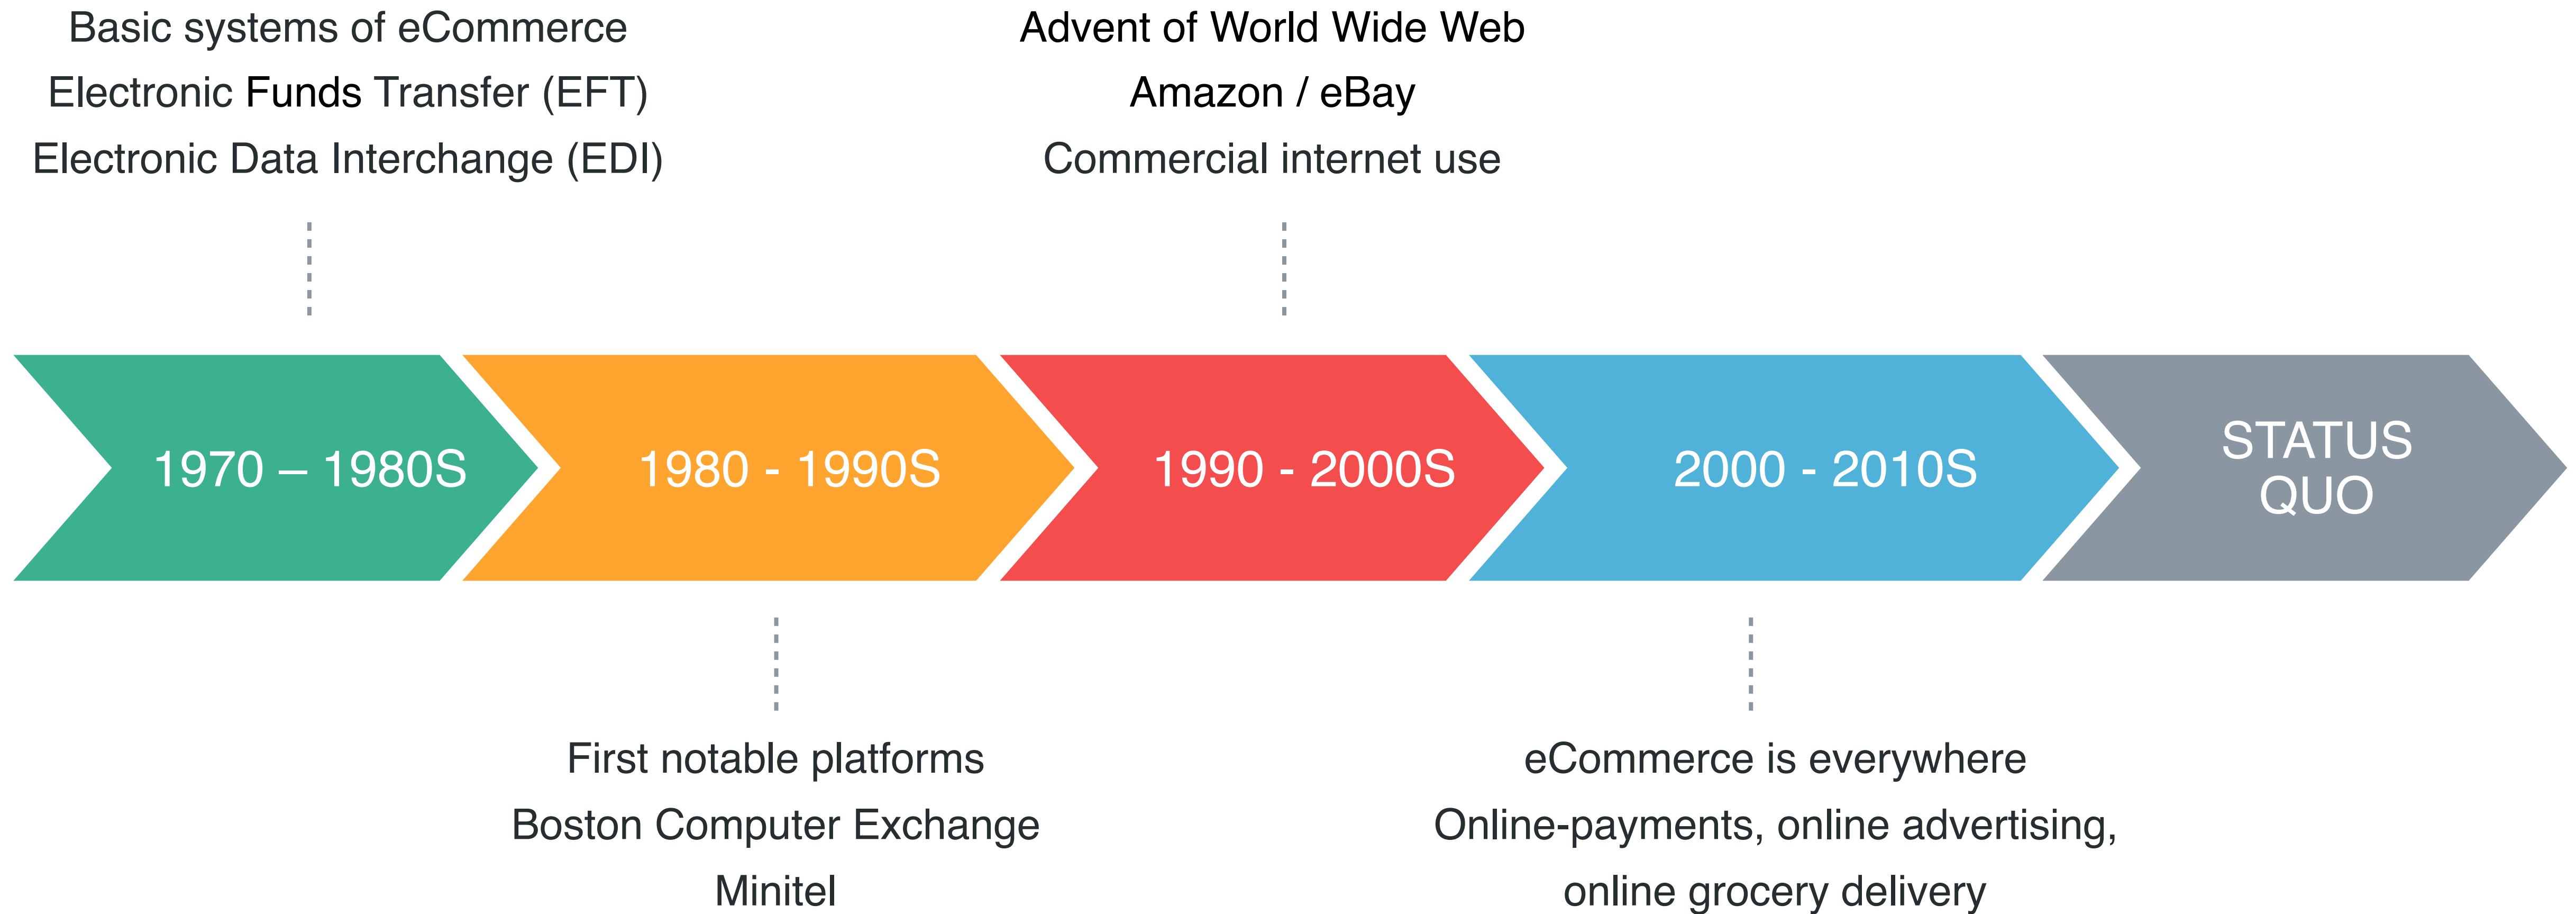 Basic systems of eCommerce
Electronic Funds Transfer (EFT)
Electronic Data Interchange (EDI)
Advent of World Wide Web
Amazon / eBay
Commercial internet use
1970 – 1980S
1980 - 1990S
1990 - 2000S
2000 - 2010S
STATUS
QUO
First notable platforms
Boston Computer Exchange
Minitel
eCommerce is everywhere
Online-payments, online advertising,
online grocery delivery